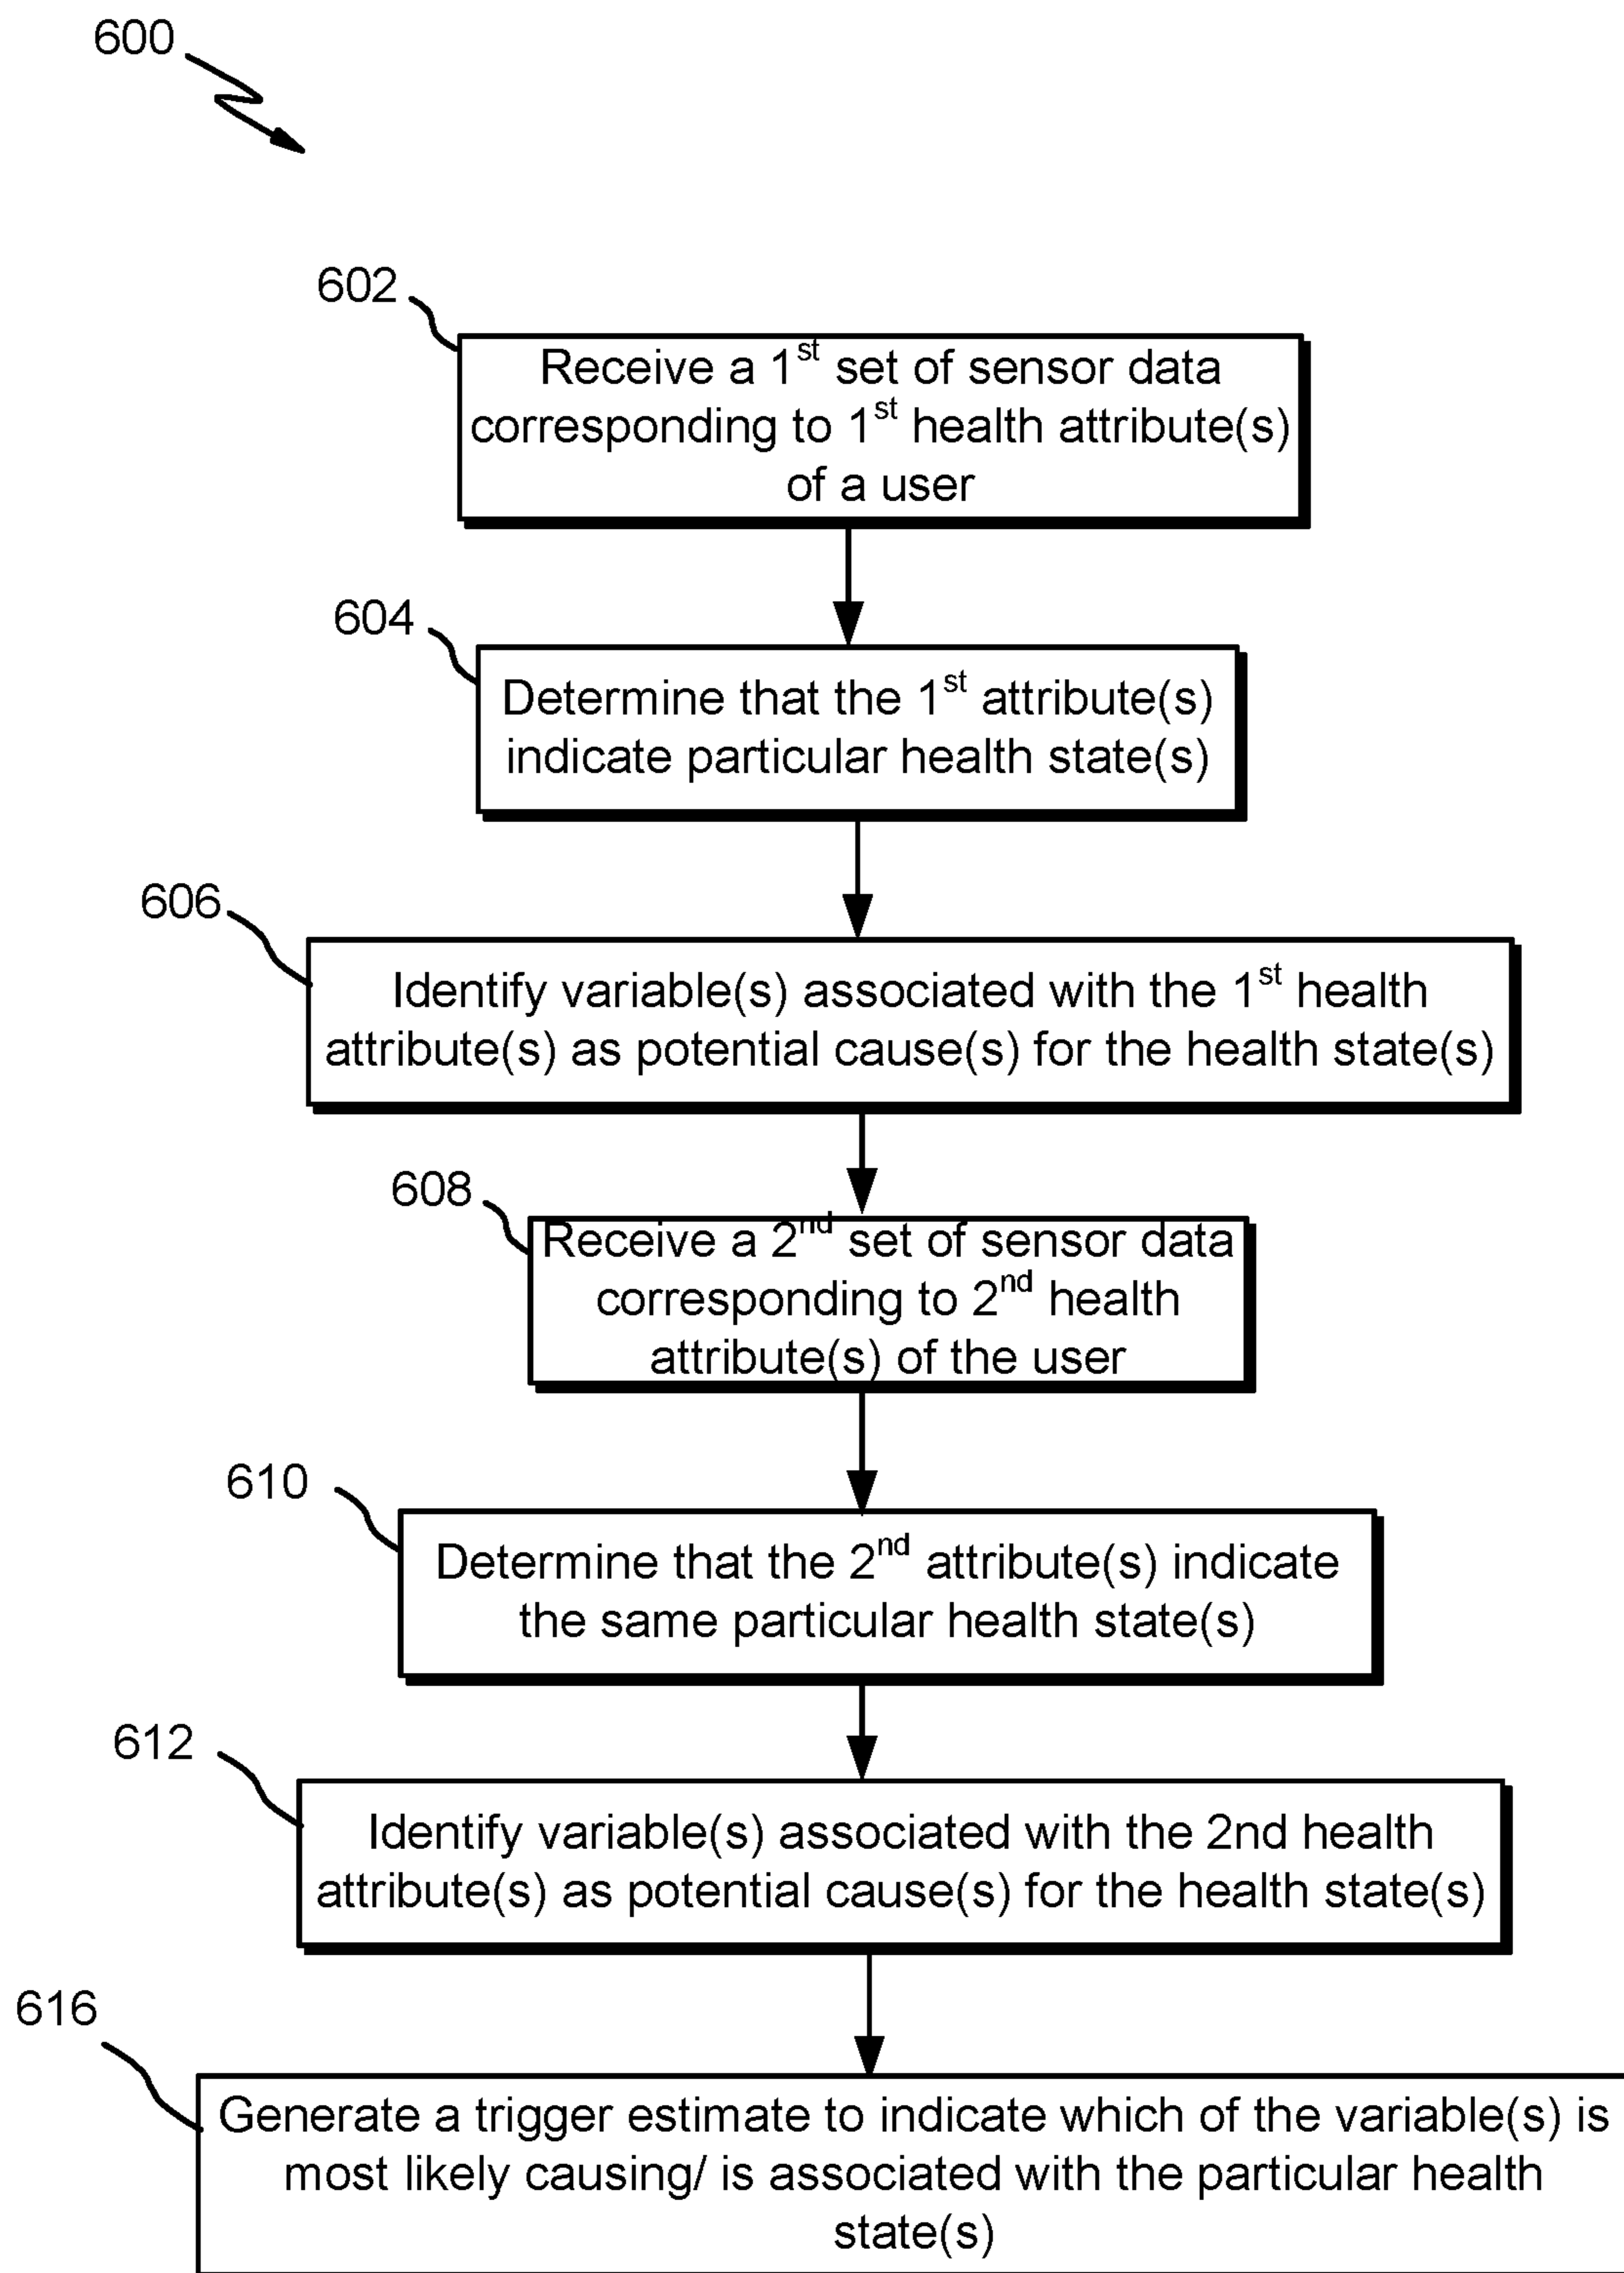 600
602
Receive a 1st set of sensor data
corresponding to 1st health attribute(s)
of a user
604
Determine that the 1st attribute(s)
indicate particular health state(s)
606
Identify variable(s) associated with the 1st health
attribute(s) as potential cause(s) for the health state(s)
608
Receive a 2nd set of sensor data
corresponding to 2nd health
attribute(s) of the user
610
Determine that the 2nd attribute(s) indicate
the same particular health state(s)
612
Identify variable(s) associated with the 2nd health
attribute(s) as potential cause(s) for the health state(s)
616
Generate a trigger estimate to indicate which of the variable(s) is
most likely causing/ is associated with the particular health
state(s)